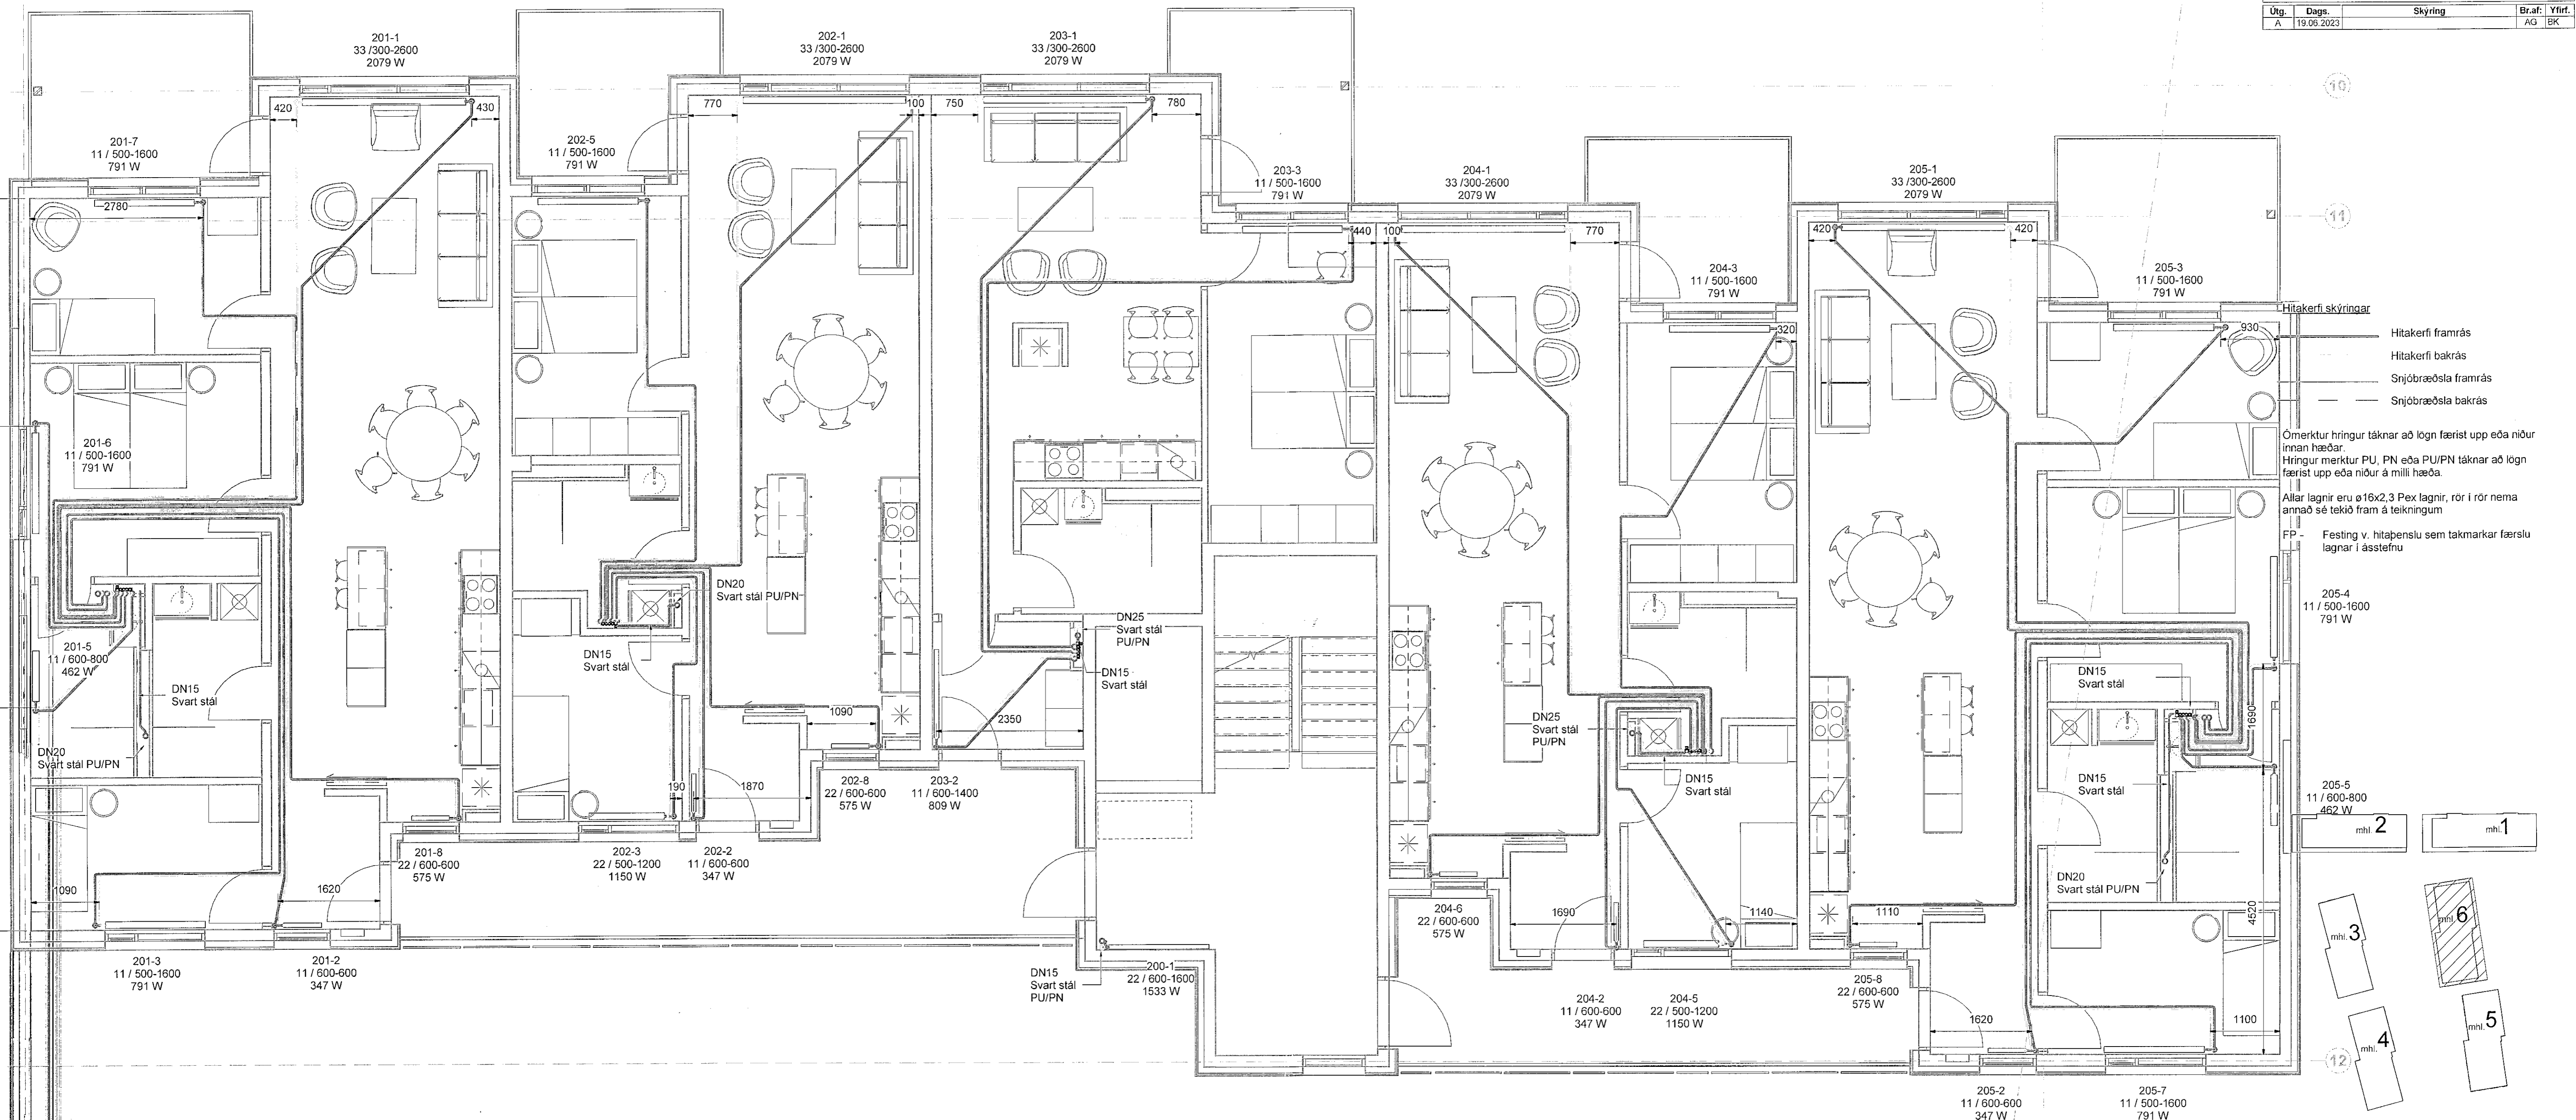 Útg. Dags. Skýring Br.af: Yfirf.
A 19.06.2023 AG BK
201-1
33 /300-2600
2079 W
202-1
33 /300-2600
2079 W
203-1
33 /300-2600
2079 W
10
420
430
770
100
750
780
201-7
11 / 500-1600
791 W
202-5
11 / 500-1600
791 W
203-3
11 / 500-1600
791 W
204-1
33 /300-2600
2079 W
205-1
33 /300-2600
2079 W
11
2780
440
100
770
420
420
204-3
11 / 500-1600
791 W
205-3
11 / 500-1600
791 W
320
930
Hitakerfi skýringar
Hitakerfi framrás
Hitakerfi bakrás
Snjóbræðsla framrás
Snjóbræðsla bakrás
Ómerktur hringur táknar að lögn færist upp eða niður
innan hæðar.
Hringur merktur PU, PN eða PU/PN táknar að lögn
færist upp eða niður á milli hæða.
Allar lagnir eru ø16x2,3 Pex lagnir, rör í rör nema
annað sé tekið fram á teikningum
FP - Festing v. hitaþenslu sem takmarkar færslu
lagnar í ásstefnu
201-6
11 / 500-1600
791 W
DN20
Svart stál PU/PN
205-4
11 / 500-1600
791 W
DN25
Svart stál
PU/PN
201-5
11 / 600-800
462 W
DN15
Svart stál
DN15
Svart stál
DN15
Svart stál
DN15
Svart stál
1690
2350
1090
DN25
Svart stál
PU/PN
DN20
Svart stál PU/PN
DN15
Svart stál
DN15
Svart stál
190
1870
202-8
22 / 600-600
575 W
203-2
11 / 600-1400
809 W
205-5
11 / 600-800
462 W
mhl. 2
mhl. 1
201-8
22 / 600-600
575 W
202-3
22 / 500-1200
1150 W
202-2
11 / 600-600
347 W
DN20
Svart stál PU/PN
1090
1620
204-6
22 / 600-600
575 W
1690
1140
1110
4520
mhl. 3
mhl. 6
201-3
11 / 500-1600
791 W
201-2
11 / 600-600
347 W
DN15
Svart stál
PU/PN
200-1
22 / 600-1600
1533 W
204-2
11 / 600-600
347 W
204-5
22 / 500-1200
1150 W
205-8
22 / 600-600
575 W
1620
1100
mhl. 4
mhl. 5
12
205-2
11 / 600-600
347 W
205-7
11 / 500-1600
791 W